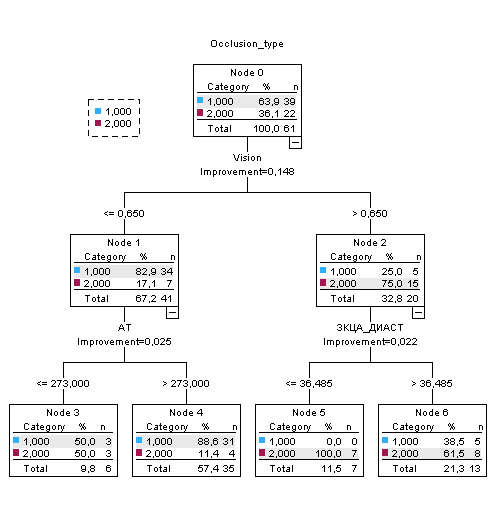 Occlusion_type
Node 0
Category % n
1,000 63,9 39
2,000 36,1 22
Total 100,0 61
1,000
2,000
Vision
Improvement=0,148
<= 0,650
> 0,650
Node 1
Category % n
1,000 82,9 34
2,000 17,1 7
Total 67,2 41
Node 2
Category % n
1,000 25,0 5
2,000 75,0 15
Total 32,8 20
АТ
Improvement=0,025
ЗКЦА_ДИАСТ
Improvement=0,022
<= 273,000
> 273,000
<= 36,485
> 36,485
Node 3
Category % n
1,000 50,0 3
2,000 50,0 3
Total 9,8 6
Node 4
Category % n
1,000 88,6 31
2,000 11,4 4
Total 57,4 35
Node 5
Category % n
1,000 0,0 0
2,000 100,0 7
Total 11,5 7
Node 6
Category % n
1,000 38,5 5
2,000 61,5 8
Total 21,3 13